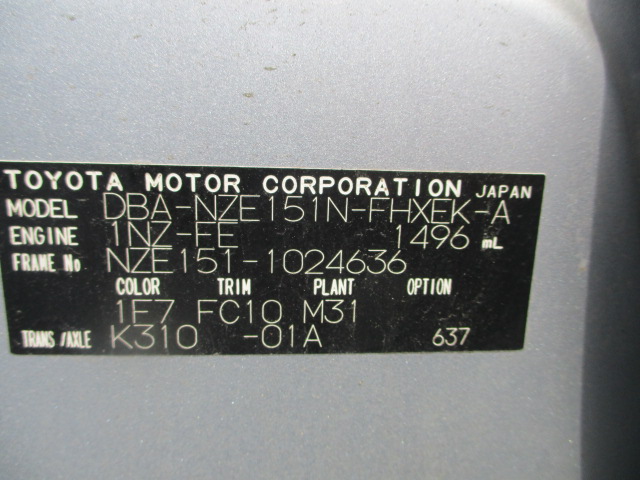 TOYOTA MOTOR CORPORATION JAPAN
MODEL DBA-NZE151N-FHXEK-A
ENGINE 1NZ-FE 1496 mL
FRAME No NZE151-1024636
COLOR TRIM PLANT OPTION
1F7 FC10 M31
TRANS/AXLE K310 -01A 637